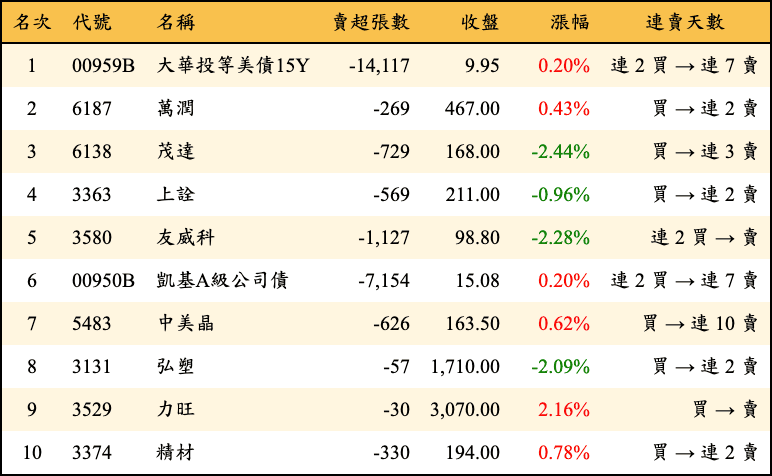 名次 代號 名稱 賣超張數 收盤 漲幅 連賣天數
1 00959B 大華投等美債15Y -14,117 9.95 0.20% 連 2 買 → 連 7 賣
2 6187 萬潤 -269 467.00 0.43% 買 → 連 2 賣
3 6138 茂達 -729 168.00 -2.44% 買 → 連 3 賣
4 3363 上詮 -569 211.00 -0.96% 買 → 連 2 賣
5 3580 友威科 -1,127 98.80 -2.28% 連 2 買 → 賣
6 00950B 凱基A級公司債 -7,154 15.08 0.20% 連 2 買 → 連 7 賣
7 5483 中美晶 -626 163.50 0.62% 買 → 連 10 賣
8 3131 弘塑 -57 1,710.00 -2.09% 買 → 連 2 賣
9 3529 力旺 -30 3,070.00 2.16% 買 → 賣
10 3374 精材 -330 194.00 0.78% 買 → 連 2 賣